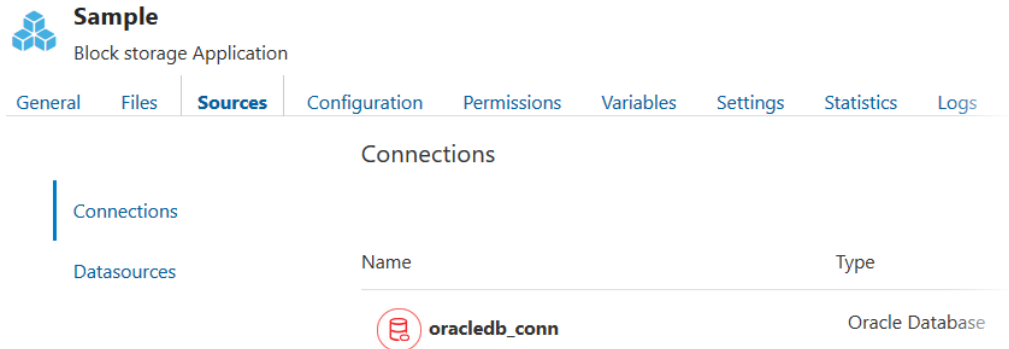 Sample
Block storage Application
General Files Sources Configuration Permissions Variables Settings Statistics Logs
Connections
Connections
Datasources
Name Type
oracledb_conn Oracle Database